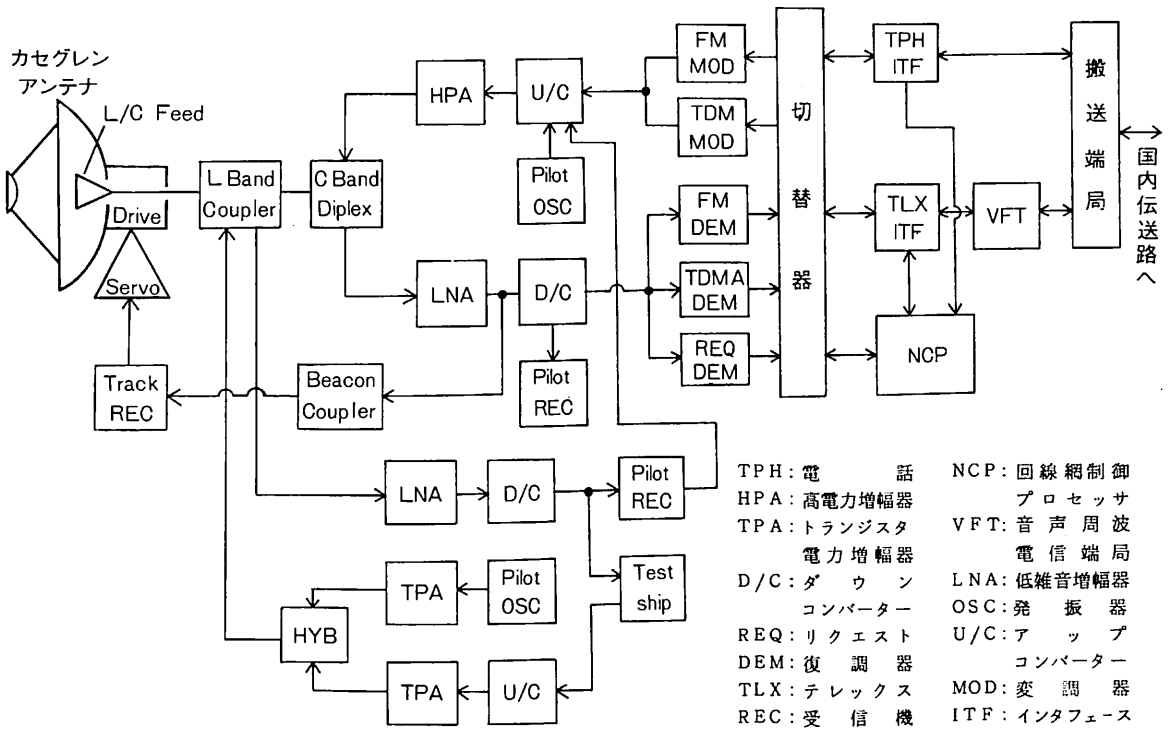 カセグレン
アンテナ
L/C Feed
Drive
Servo
Track
REC
L Band
Coupler
C Band
Diplex
HPA
U/C
Pilot
OSC
FM
MOD
TDM
MOD
FM
DEM
TDMA
DEM
REQ
DEM
LNA
D/C
Pilot
REC
Beacon
Coupler
切替器
TPH
ITF
TLX
ITF
VFT
NCP
搬送端局
国内伝送路へ
LNA
D/C
Pilot
REC
Test
ship
TPA
Pilot
OSC
HYB
TPA
U/C
TPH：電話
HPA：高電力増幅器
TPA：トランジスタ
電力増幅器
D/C：ダウン
コンバーター
REQ：リクエスト
DEM：復調器
TLX：テレックス
REC：受信機
NCP：回線網制御
プロセッサ
VFT：音声周波
電信端局
LNA：低雑音増幅器
OSC：発振器
U/C：アップ
コンバーター
MOD：変調器
ITF：インタフェース